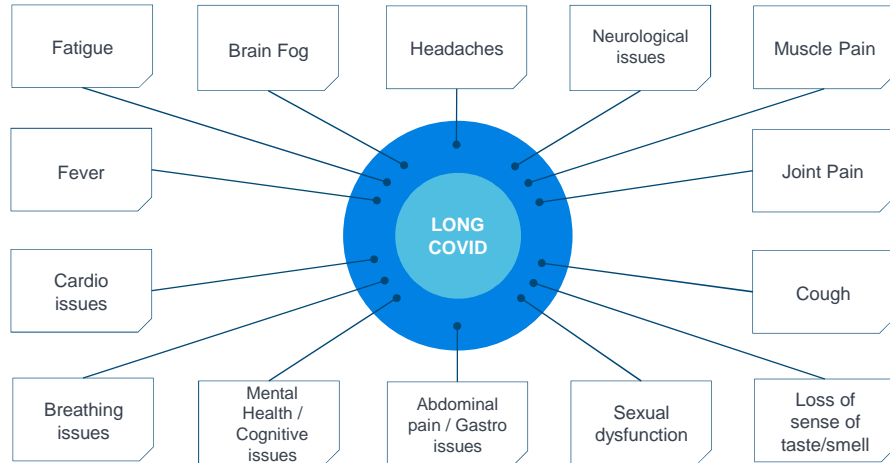 Fatigue
Brain Fog
Headaches
Neurological
issues
Muscle Pain
Fever
Joint Pain
LONG
COVID
Cardio
issues
Cough
Breathing
issues
Mental
Health /
Cognitive
issues
Abdominal
pain / Gastro
issues
Sexual
dysfunction
Loss of
sense of
taste/smell